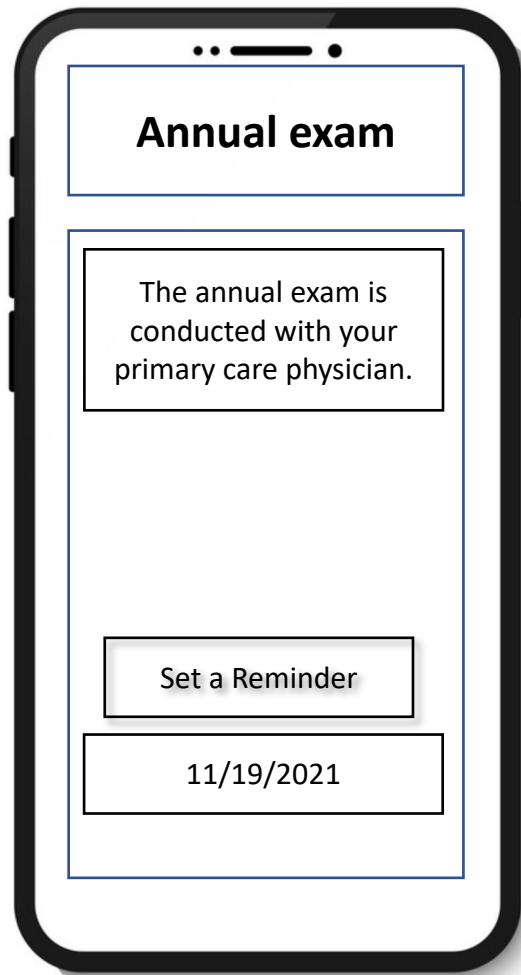 Annual exam
The annual exam is
conducted with your
primary care physician.
Set a Reminder
11/19/2021